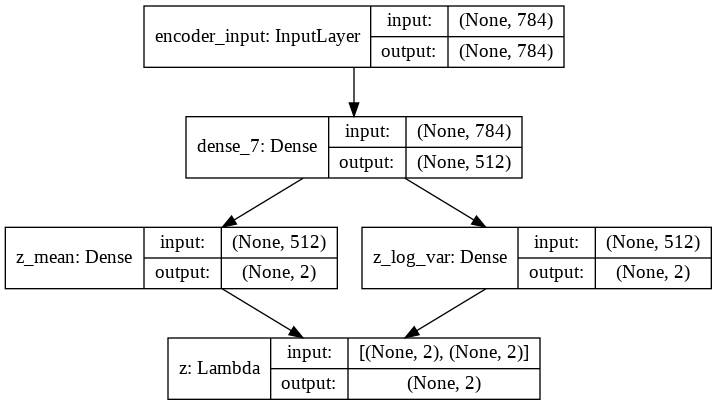 encoder_input: InputLayer
input:
(None, 784)
output:
(None, 784)
dense_7: Dense
input:
(None, 784)
output:
(None, 512)
z_mean: Dense
input:
(None, 512)
output:
(None, 2)
z_log_var: Dense
input:
(None, 512)
output:
(None, 2)
z: Lambda
input:
[(None, 2), (None, 2)]
output:
(None, 2)